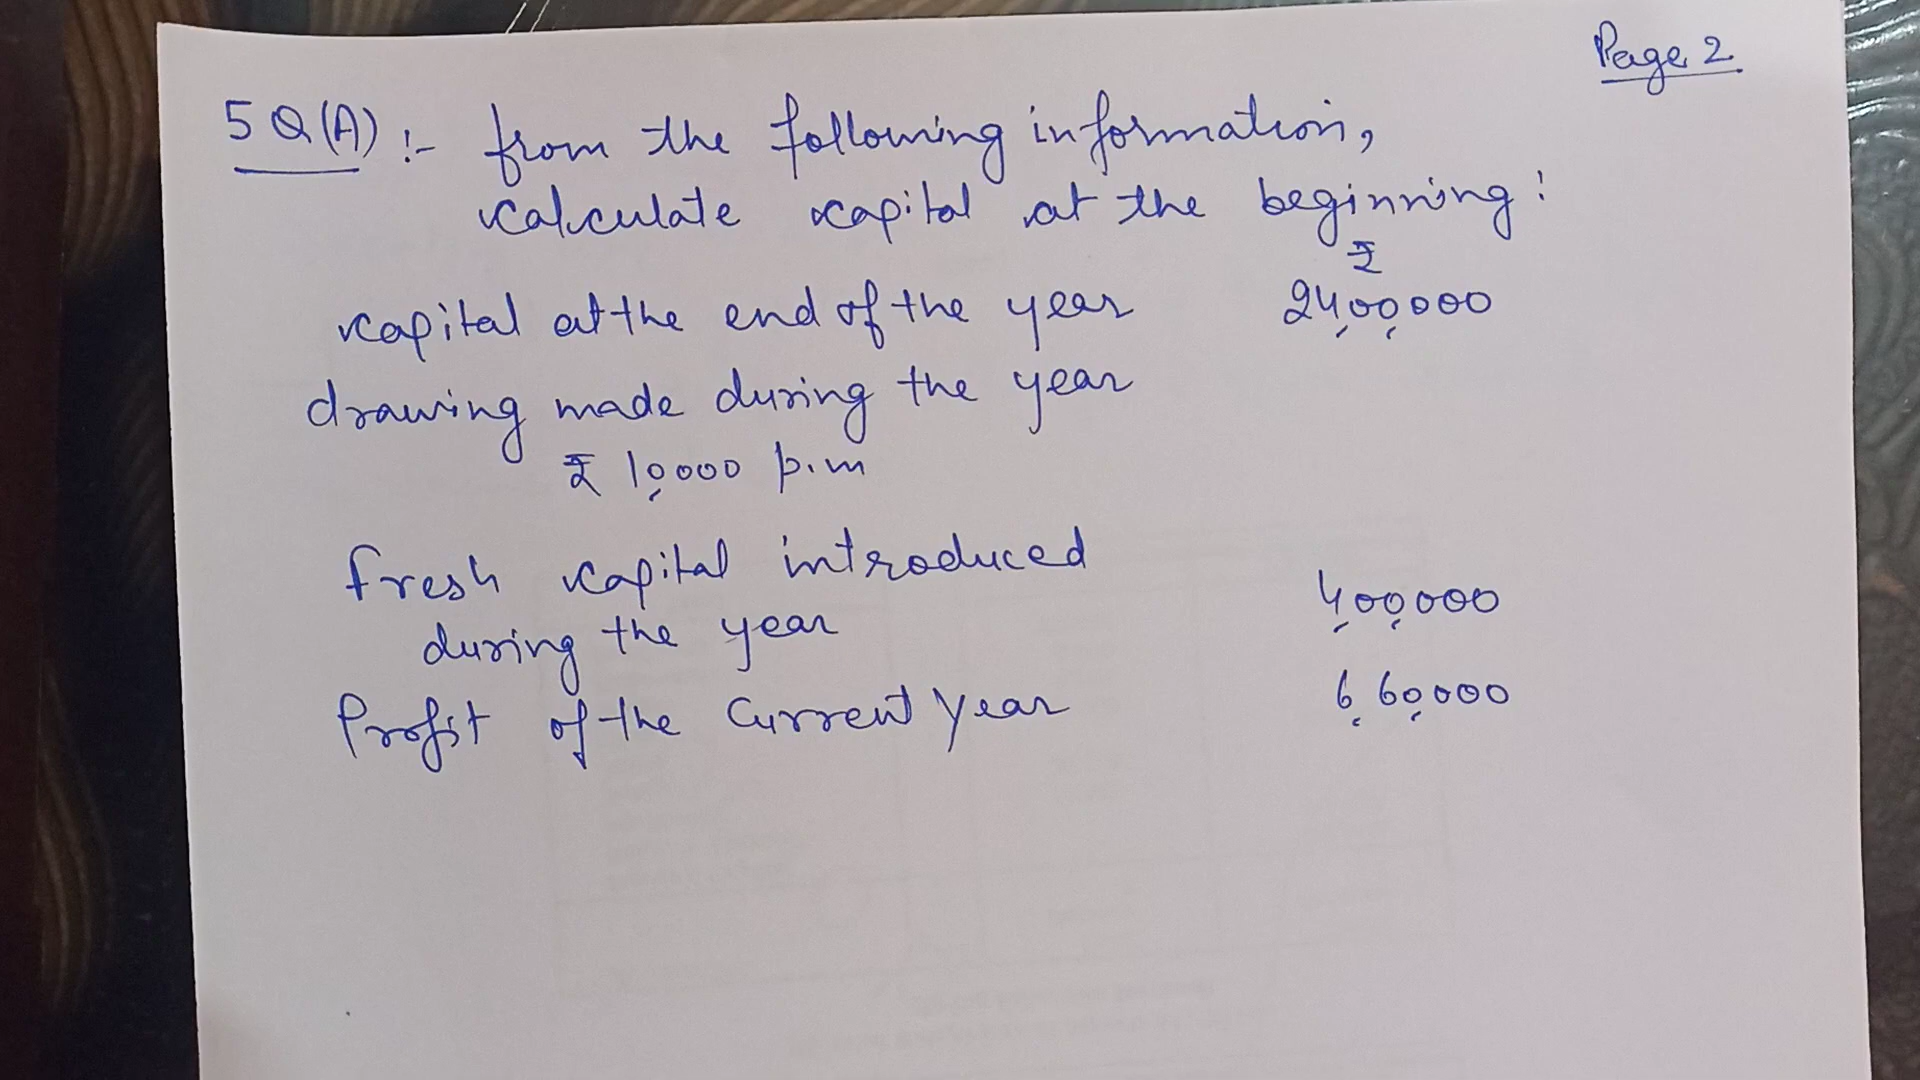 Page 2
5Q(A) :- from the following information,
calculate capital at the beginning :
₹
capital at the end of the year 24,00,000
drawing made during the year
₹ 10,000 p.m
fresh capital introduced
during the year 4,00,000
Profit of the Current Year 6,60,000